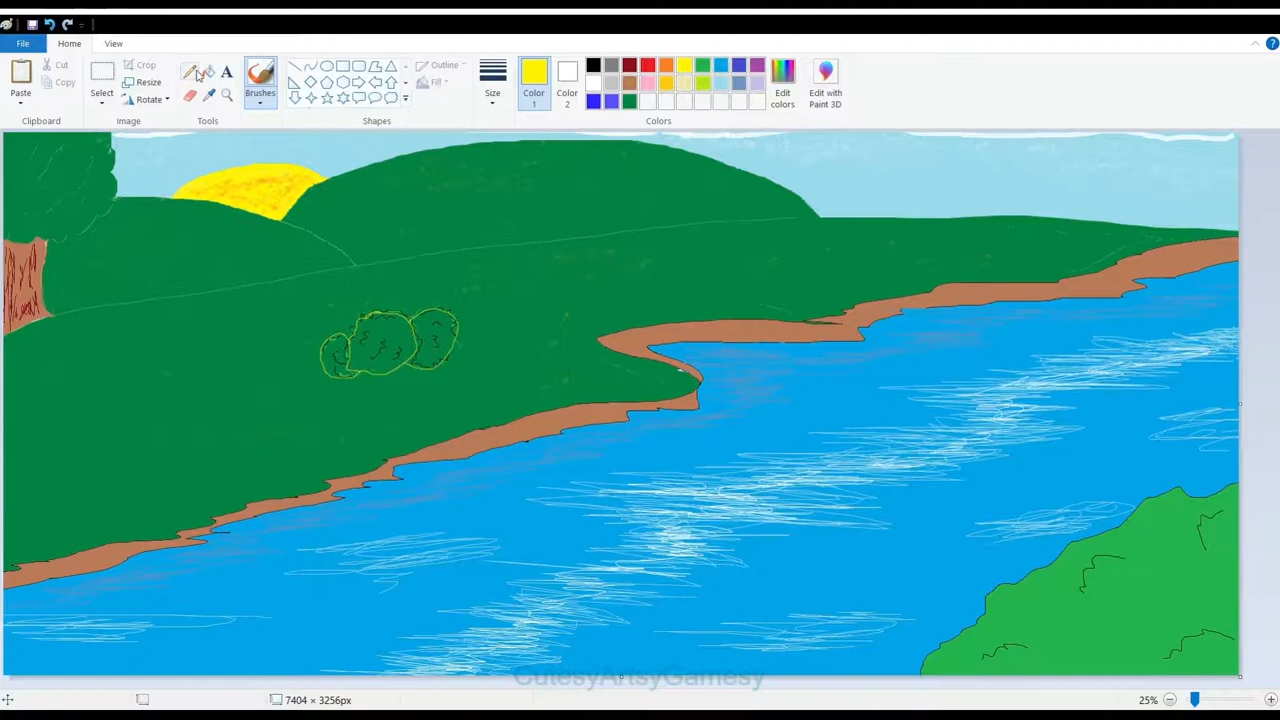 File Home View
Paste
Cut
Copy
Clipboard
Select
Crop
Resize
Rotate
Image
A
Tools
Brushes
Shapes
Outline
Fill
Size
Color 1
Color 2
Edit colors
Edit with Paint 3D
Colors
CutesyArtsyGamesy
7404 × 3256px
25%